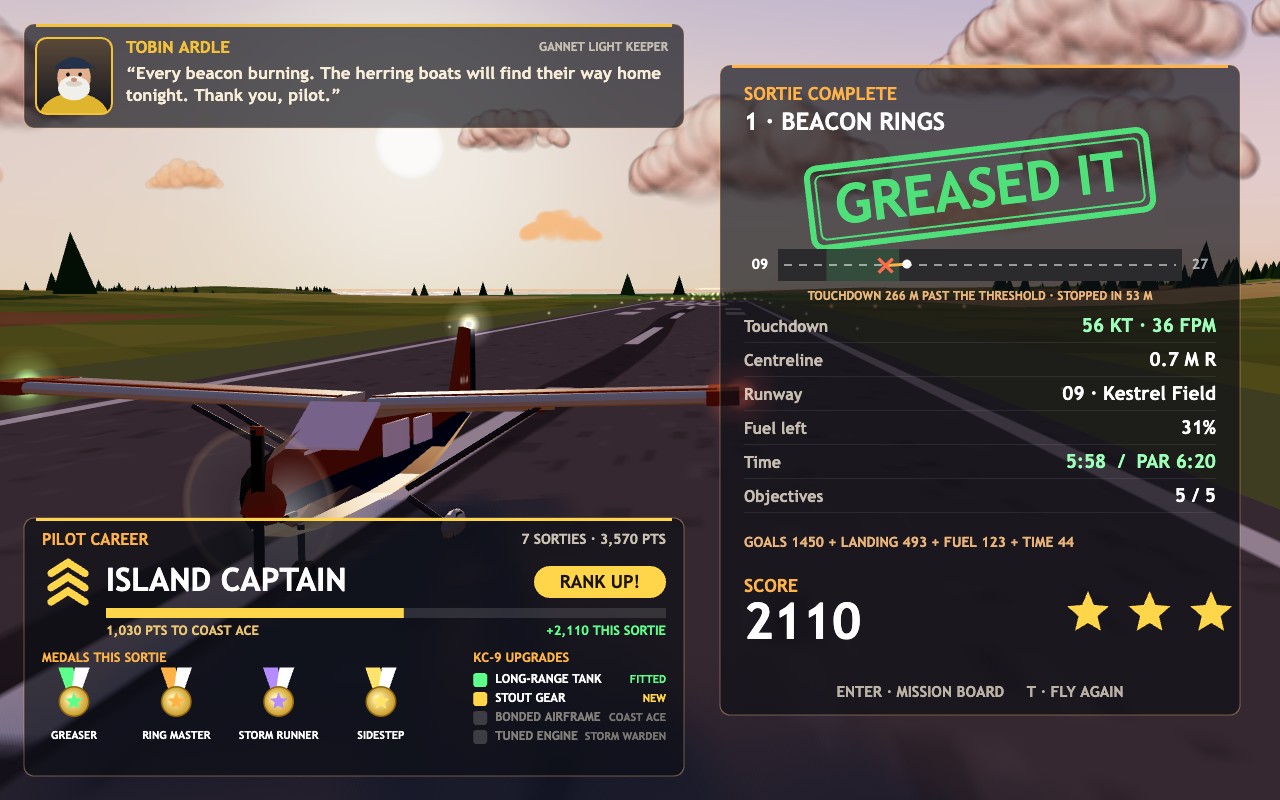 TOBIN ARDLE
GANNET LIGHT KEEPER
“Every beacon burning. The herring boats will find their way home
tonight. Thank you, pilot.”
SORTIE COMPLETE
1 · BEACON RINGS
GREASED IT
09
27
TOUCHDOWN 266 M PAST THE THRESHOLD · STOPPED IN 53 M
Touchdown 56 KT · 36 FPM
Centreline 0.7 M R
Runway 09 · Kestrel Field
Fuel left 31%
Time 5:58 / PAR 6:20
Objectives 5 / 5
GOALS 1450 + LANDING 493 + FUEL 123 + TIME 44
SCORE
2110
ENTER · MISSION BOARD T · FLY AGAIN
PILOT CAREER
7 SORTIES · 3,570 PTS
ISLAND CAPTAIN
RANK UP!
1,030 PTS TO COAST ACE
+2,110 THIS SORTIE
MEDALS THIS SORTIE
GREASER
RING MASTER
STORM RUNNER
SIDESTEP
KC-9 UPGRADES
LONG-RANGE TANK FITTED
STOUT GEAR NEW
BONDED AIRFRAME COAST ACE
TUNED ENGINE STORM WARDEN